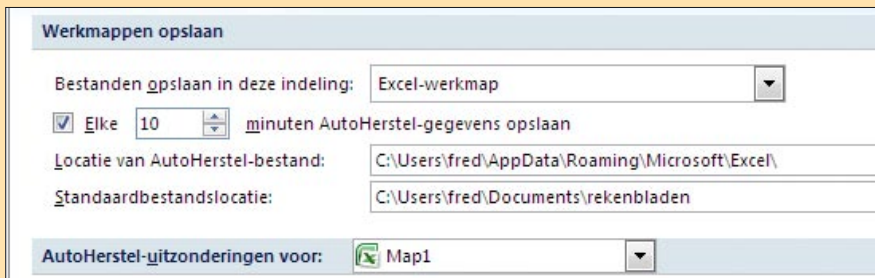 Werkmappen opslaan
Bestanden opslaan in deze indeling: Excel-werkmap
Elke 10 minuten AutoHerstel-gegevens opslaan
Locatie van AutoHerstel-bestand: C:\Users\fred\AppData\Roaming\Microsoft\Excel\
Standaardbestandslocatie: C:\Users\fred\Documents\rekenbladen
AutoHerstel-uitzonderingen voor: Map1